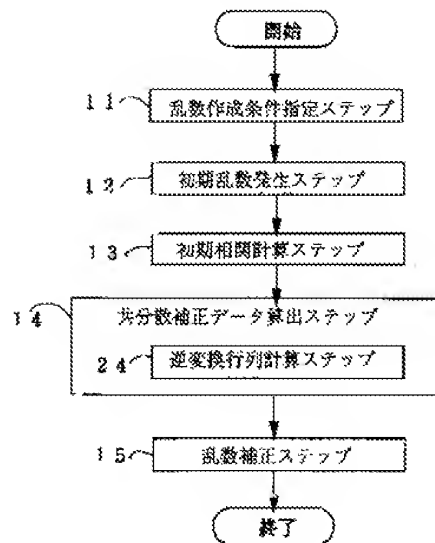 開始
11
乱数作成条件指定ステップ
12
初期乱数発生ステップ
13
初期相関計算ステップ
14
共分散補正データ算出ステップ
24
逆変換行列計算ステップ
15
乱数補正ステップ
終了